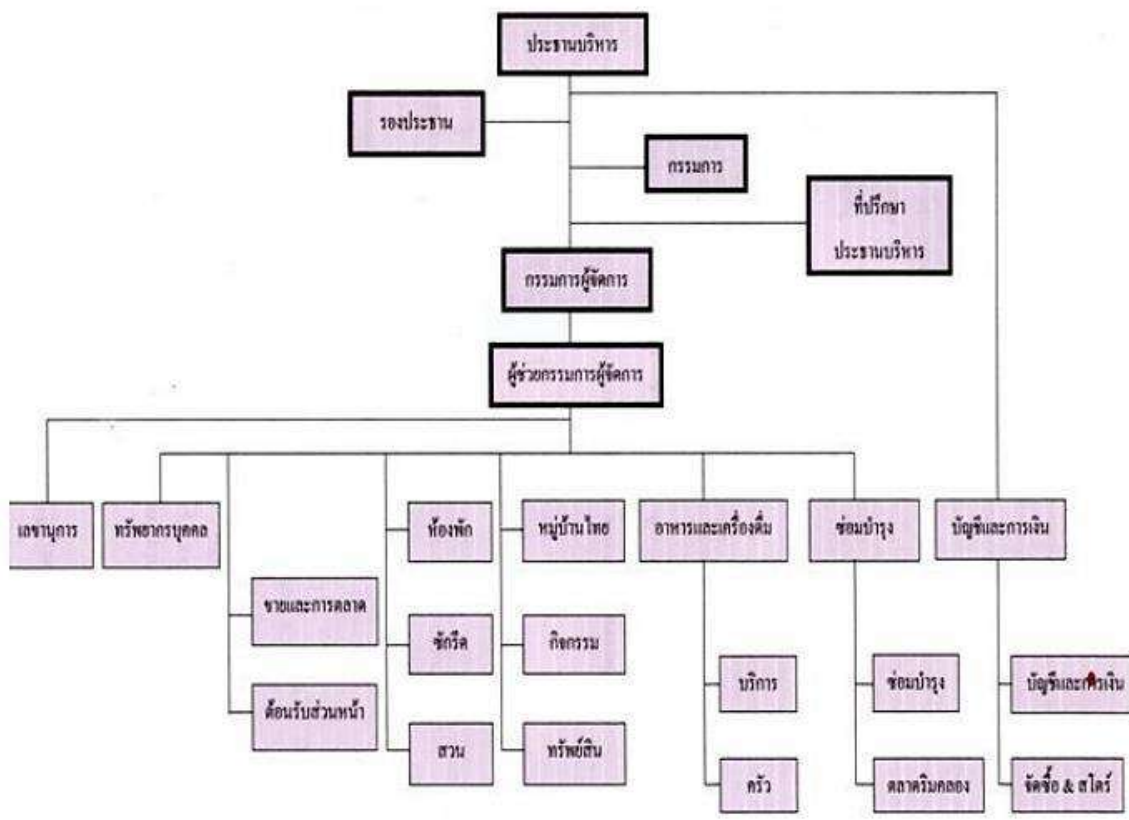 ประธานบริหาร
รองประธาน
กรรมการ
ที่ปรึกษา
ประธานบริหาร
กรรมการผู้จัดการ
ผู้ช่วยกรรมการผู้จัดการ
เลขานุการ
ทรัพยากรบุคคล
ห้องพัก
หมู่บ้านไทย
อาหารและเครื่องดื่ม
ซ่อมบำรุง
บัญชีและการเงิน
ขายและการตลาด
ซักรีด
กิจกรรม
บริการ
ซ่อมบำรุง
บัญชีและการเงิน
ต้อนรับส่วนหน้า
สวน
ทรัพย์สิน
ครัว
ตลาดริมคลอง
จัดซื้อ & สโตร์